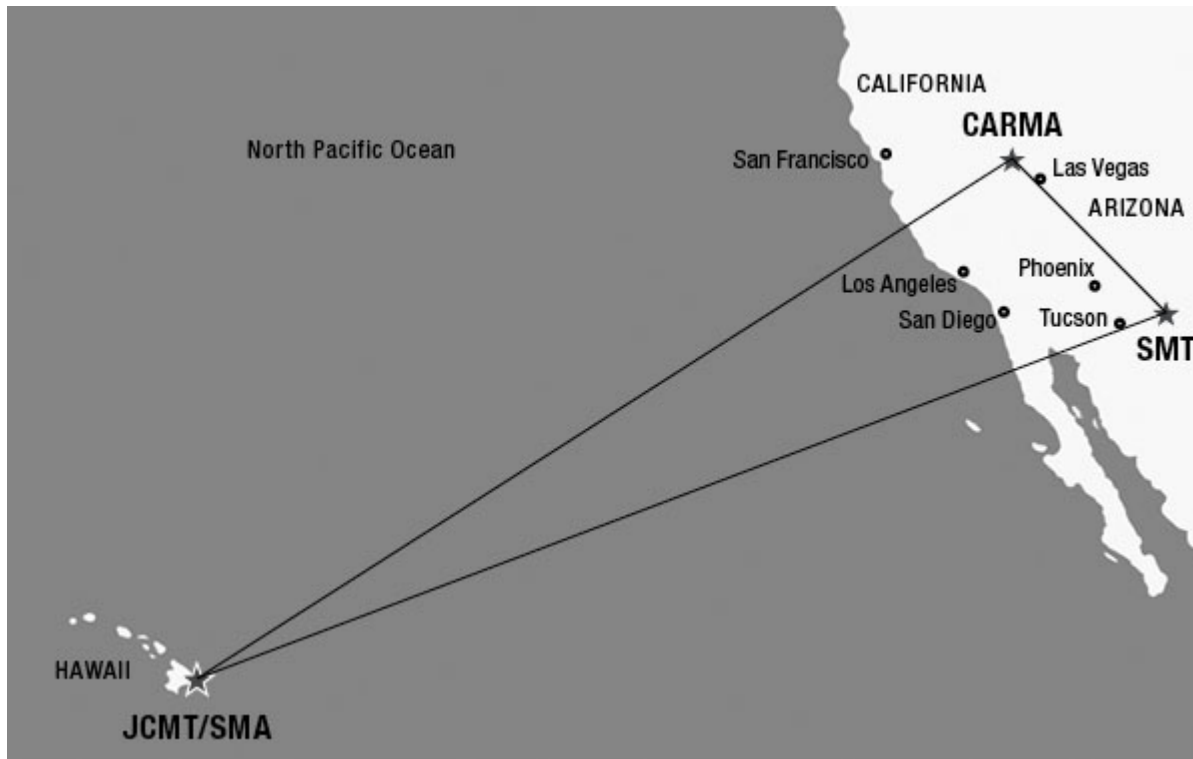 CALIFORNIA
CARMA
North Pacific Ocean
San Francisco
Las Vegas
ARIZONA
Phoenix
Los Angeles
San Diego
Tucson
SMT
HAWAII
JCMT/SMA